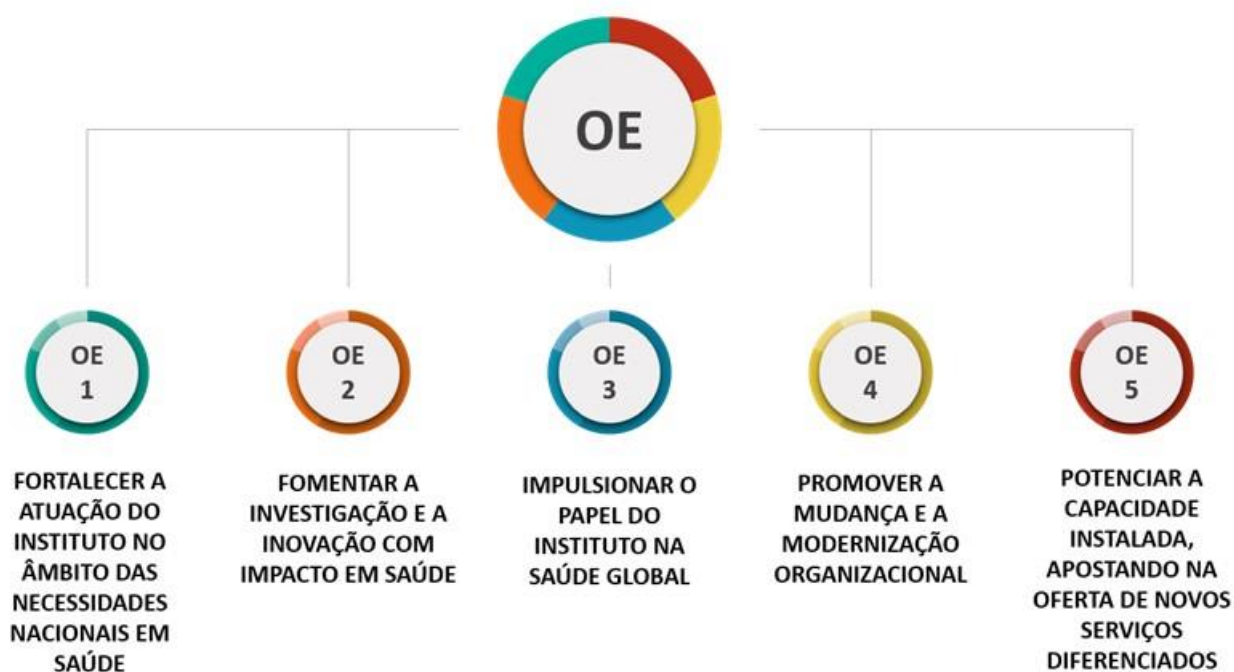 OE
OE
1
FORTALECER A
ATUAÇÃO DO
INSTITUTO NO
ÂMBITO DAS
NECESSIDADES
NACIONAIS EM
SAÚDE
OE
2
FOMENTAR A
INVESTIGAÇÃO E A
INOVAÇÃO COM
IMPACTO EM SAÚDE
OE
3
IMPULSIONAR O
PAPEL DO
INSTITUTO NA
SAÚDE GLOBAL
OE
4
PROMOVER A
MUDANÇA E A
MODERNIZAÇÃO
ORGANIZACIONAL
OE
5
POTENCIAR A
CAPACIDADE
INSTALADA,
APOSTANDO NA
OFERTA DE NOVOS
SERVIÇOS
DIFERENCIADOS